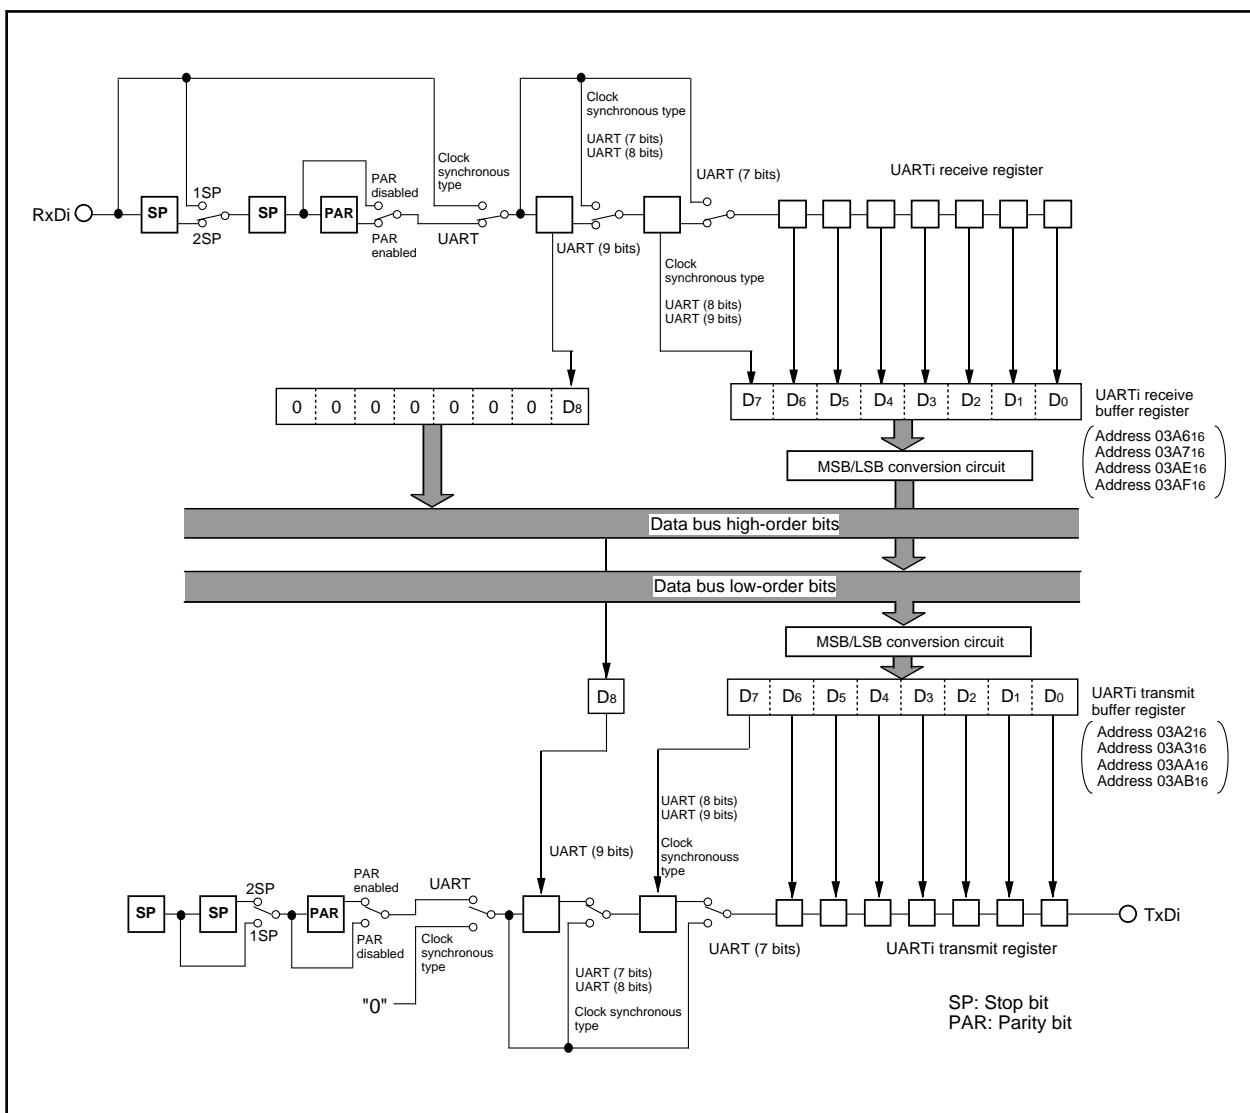 Clock
synchronous type
UART (7 bits)
UART (8 bits)
UARTi receive register
UART (7 bits)
Clock
synchronous
type
PAR
disabled
1SP
RxDi
SP
SP
PAR
2SP
PAR
enabled
UART
UART (9 bits)
Clock
synchronous type
UART (8 bits)
UART (9 bits)
0 0 0 0 0 0 0 D8
D7 D6 D5 D4 D3 D2 D1 D0
UARTi receive
buffer register
Address 03A616
Address 03A716
Address 03AE16
Address 03AF16
MSB/LSB conversion circuit
Data bus high-order bits
Data bus low-order bits
MSB/LSB conversion circuit
D8
D7 D6 D5 D4 D3 D2 D1 D0
UARTi transmit
buffer register
Address 03A216
Address 03A316
Address 03AA16
Address 03AB16
UART (8 bits)
UART (9 bits)
Clock
synchronouss
type
UART (9 bits)
PAR
enabled
UART
2SP
SP
SP
PAR
TxDi
1SP
PAR
disabled
Clock
synchronous
type
UART (7 bits)
UARTi transmit register
UART (7 bits)
UART (8 bits)
Clock synchronous
type
"0"
SP: Stop bit
PAR: Parity bit